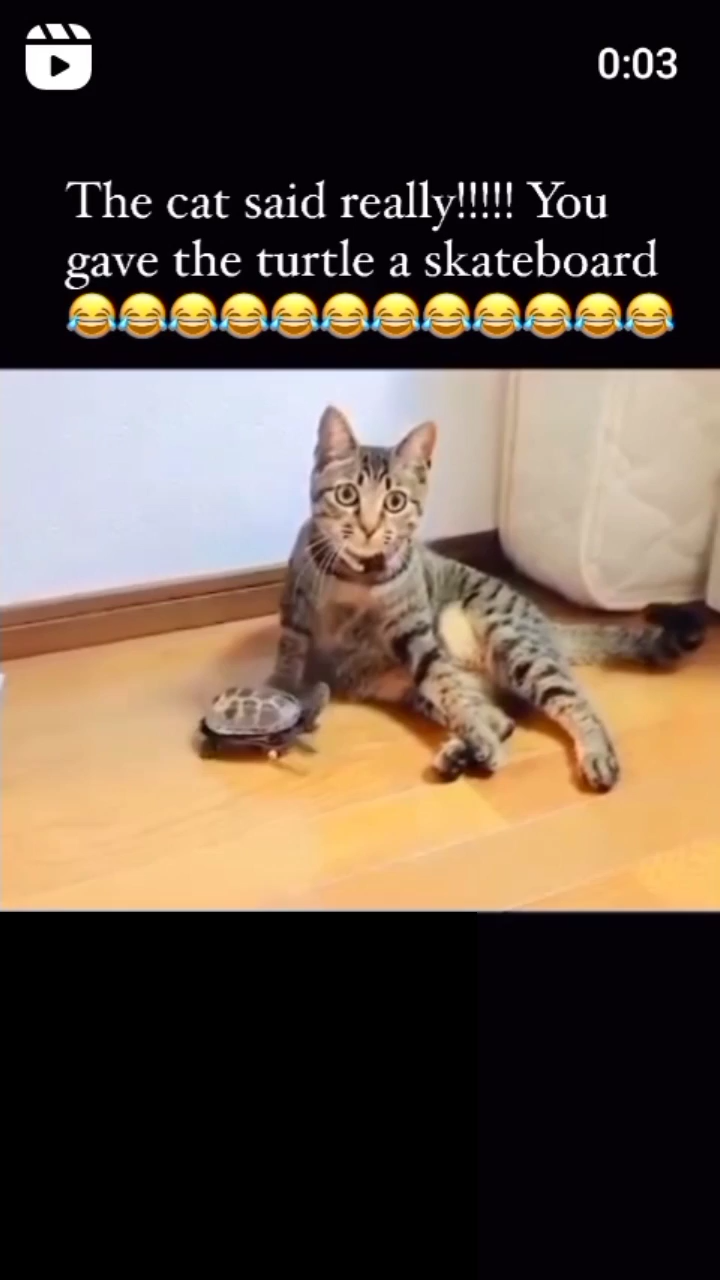 0:03
The cat said really!!!!! You
gave the turtle a skateboard
😂😂😂😂😂😂😂😂😂😂😂😂